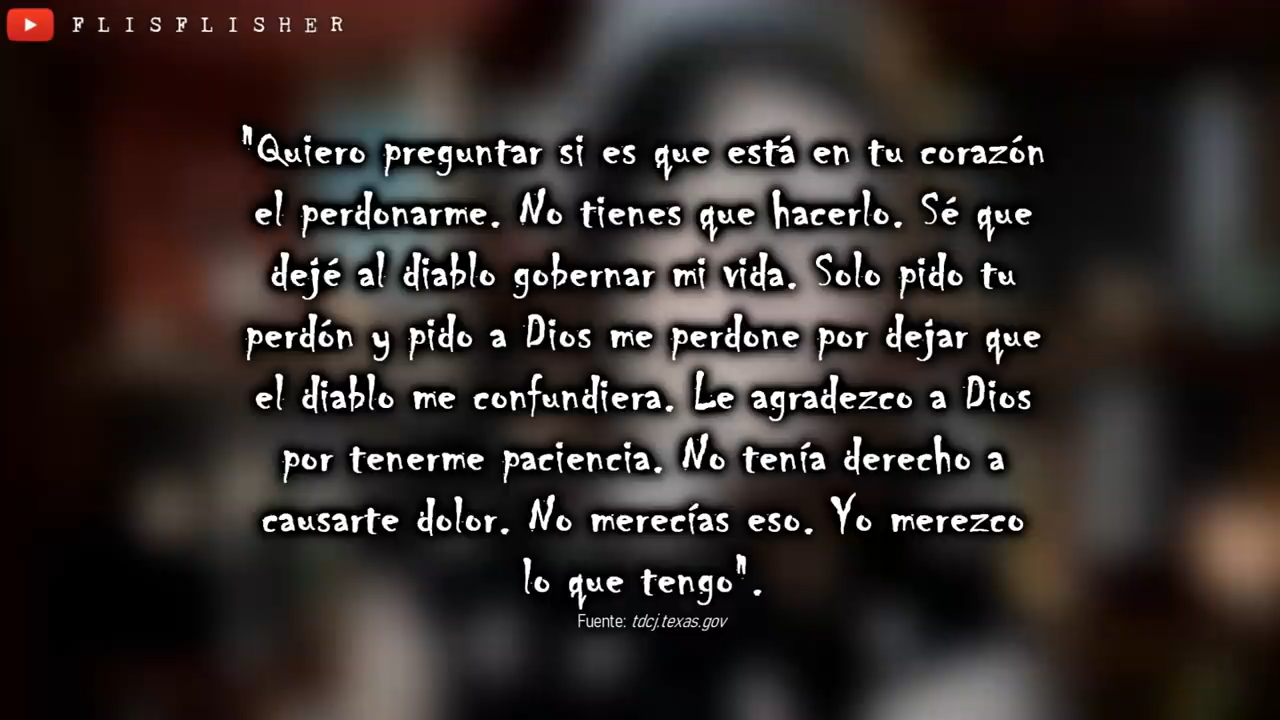 FLISFLISHER
"Quiero preguntar si es que está en tu corazón
el perdonarme. No tienes que hacerlo. Sé que
dejé al diablo gobernar mi vida. Solo pido tu
perdón y pido a Dios me perdone por dejar que
el diablo me confundiera. Le agradezco a Dios
por tenerme paciencia. No tenía derecho a
causarte dolor. No merecías eso. Yo merezco
lo que tengo".
Fuente: tdcj.texas.gov